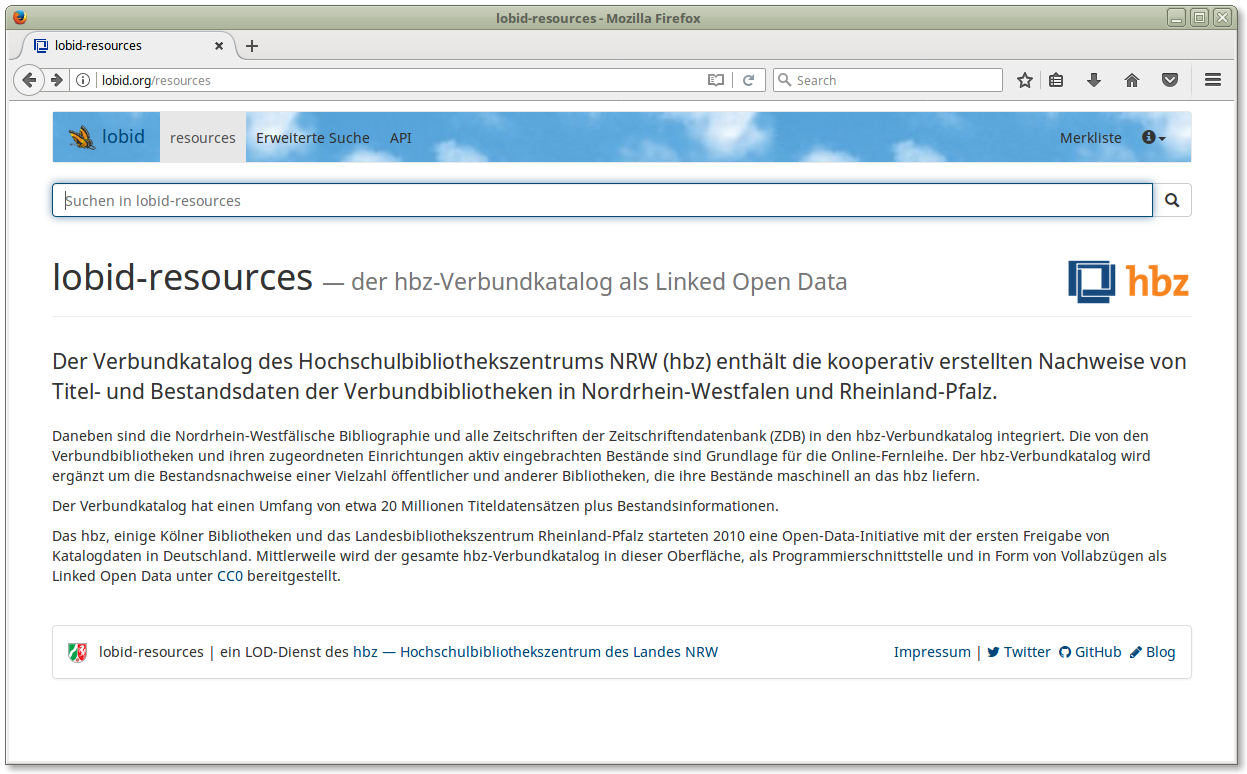 lobid-resources - Mozilla Firefox
lobid-resources
lobid.org/resources
Search
lobid resources Erweiterte Suche API Merkliste
Suchen in lobid-resources
lobid-resources — der hbz-Verbundkatalog als Linked Open Data
hbz
Der Verbundkatalog des Hochschulbibliothekszentrums NRW (hbz) enthält die kooperativ erstellten Nachweise von
Titel- und Bestandsdaten der Verbundbibliotheken in Nordrhein-Westfalen und Rheinland-Pfalz.
Daneben sind die Nordrhein-Westfälische Bibliographie und alle Zeitschriften der Zeitschriftendatenbank (ZDB) in den hbz-Verbundkatalog integriert. Die von den
Verbundbibliotheken und ihren zugeordneten Einrichtungen aktiv eingebrachten Bestände sind Grundlage für die Online-Fernleihe. Der hbz-Verbundkatalog wird
ergänzt um die Bestandsnachweise einer Vielzahl öffentlicher und anderer Bibliotheken, die ihre Bestände maschinell an das hbz liefern.
Der Verbundkatalog hat einen Umfang von etwa 20 Millionen Titeldatensätzen plus Bestandsinformationen.
Das hbz, einige Kölner Bibliotheken und das Landesbibliothekszentrum Rheinland-Pfalz starteten 2010 eine Open-Data-Initiative mit der ersten Freigabe von
Katalogdaten in Deutschland. Mittlerweile wird der gesamte hbz-Verbundkatalog in dieser Oberfläche, als Programmierschnittstelle und in Form von Vollabzügen als
Linked Open Data unter CC0 bereitgestellt.
lobid-resources | ein LOD-Dienst des hbz — Hochschulbibliothekszentrum des Landes NRW
Impressum | Twitter GitHub Blog